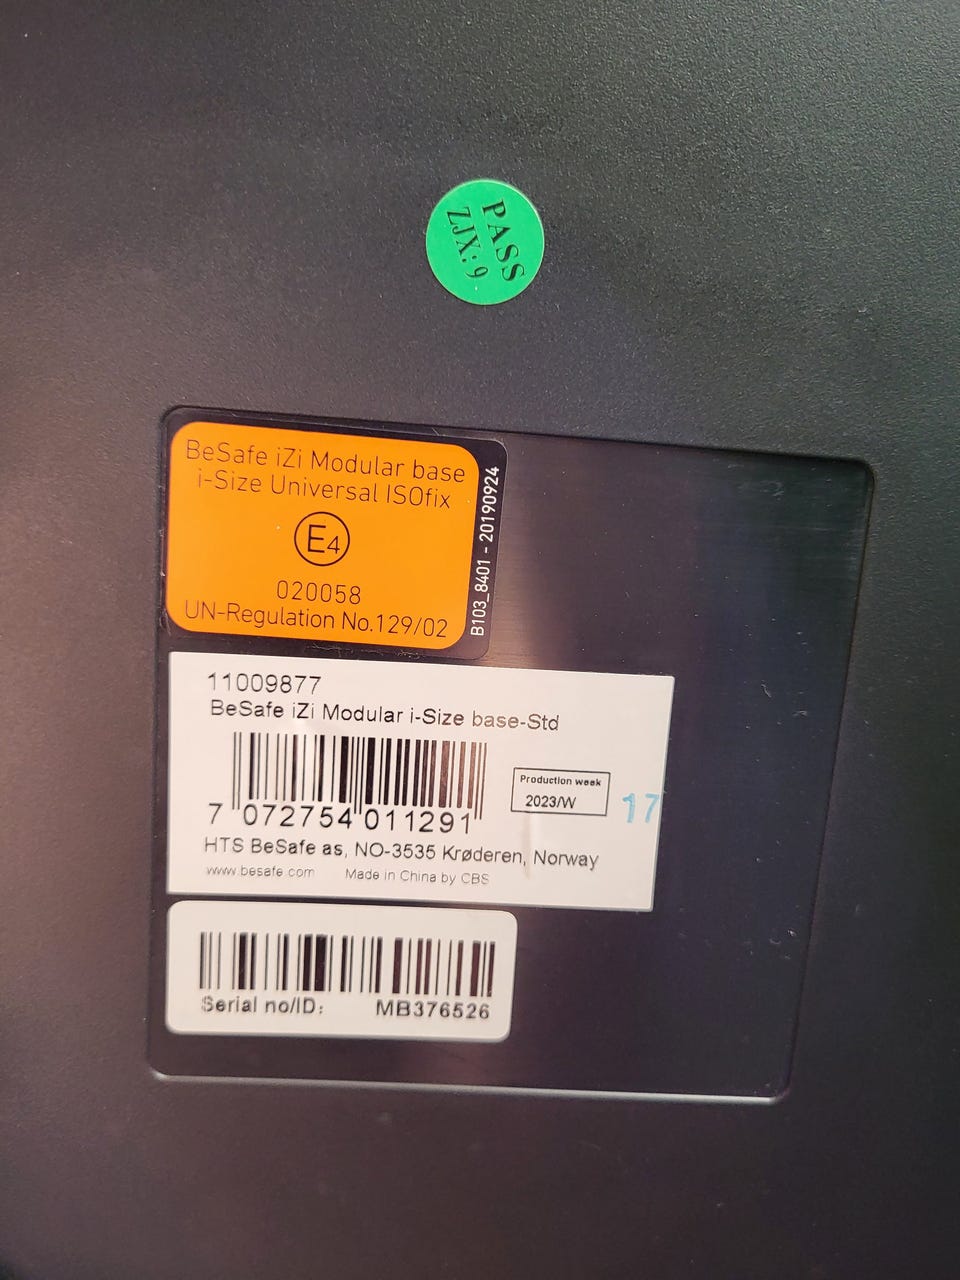 PASS
ZJX: 9
BeSafe iZi Modular base
i-Size Universal ISOfix
E4
020058
UN-Regulation No.129/02
B103_8401 - 20190924
11009877
BeSafe iZi Modular i-Size base-Std
7 072754 011291
Production week
2023/W 17
HTS BeSafe as, NO-3535 Krøderen, Norway
www.besafe.com Made in China by CBS
Serial no/ID: MB376526